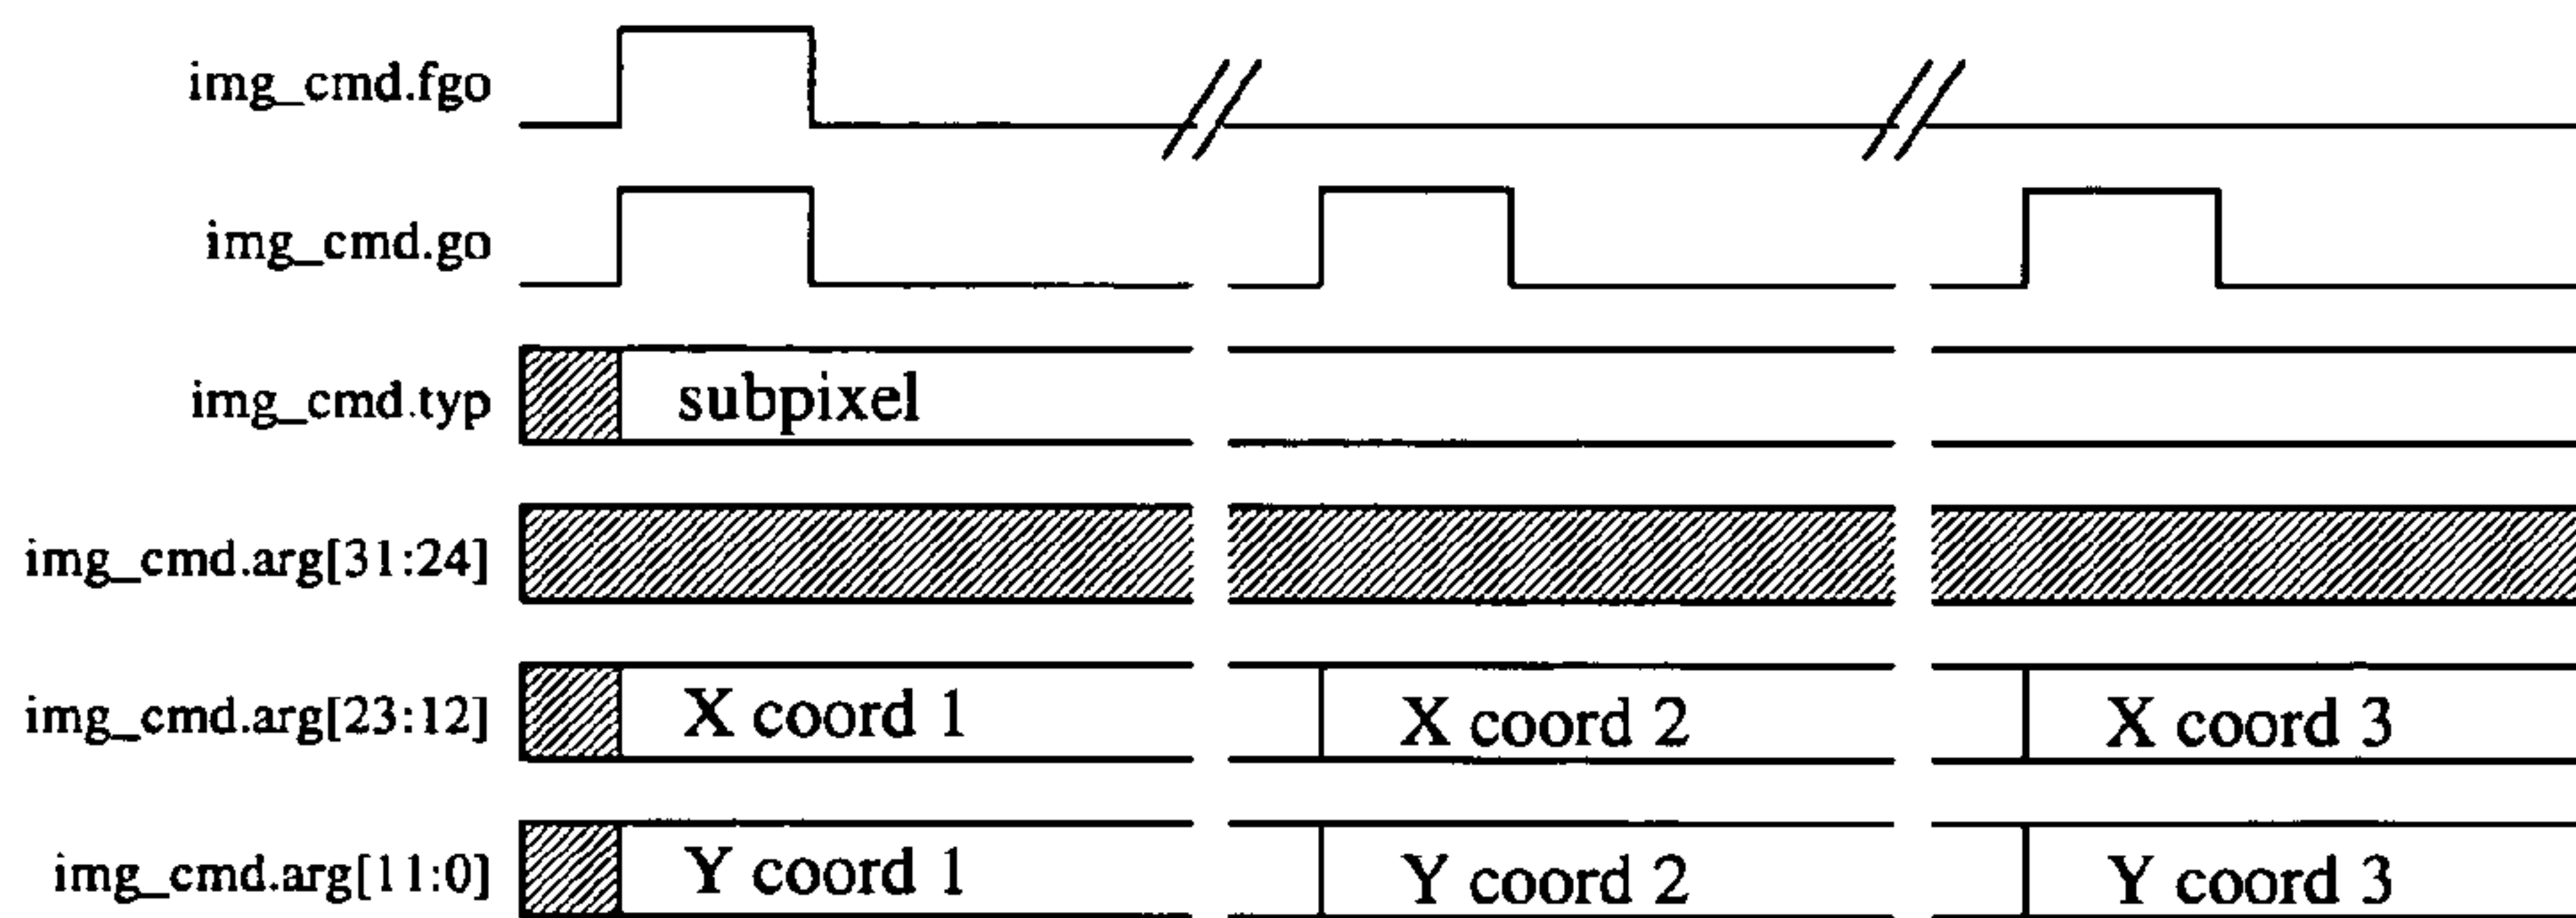 img_cmd.fgo
img_cmd.go
img_cmd.typ subpixel
img_cmd.arg[31:24]
img_cmd.arg[23:12] X coord 1 X coord 2 X coord 3
img_cmd.arg[11:0] Y coord 1 Y coord 2 Y coord 3